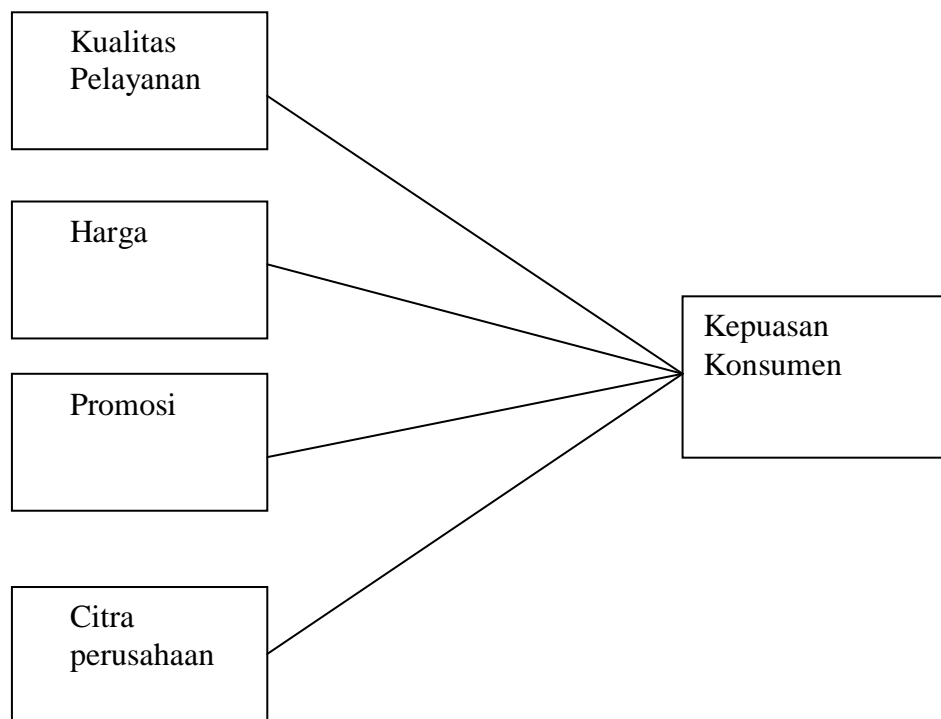 Kualitas
Pelayanan
Harga
Promosi
Citra
perusahaan
Kepuasan
Konsumen